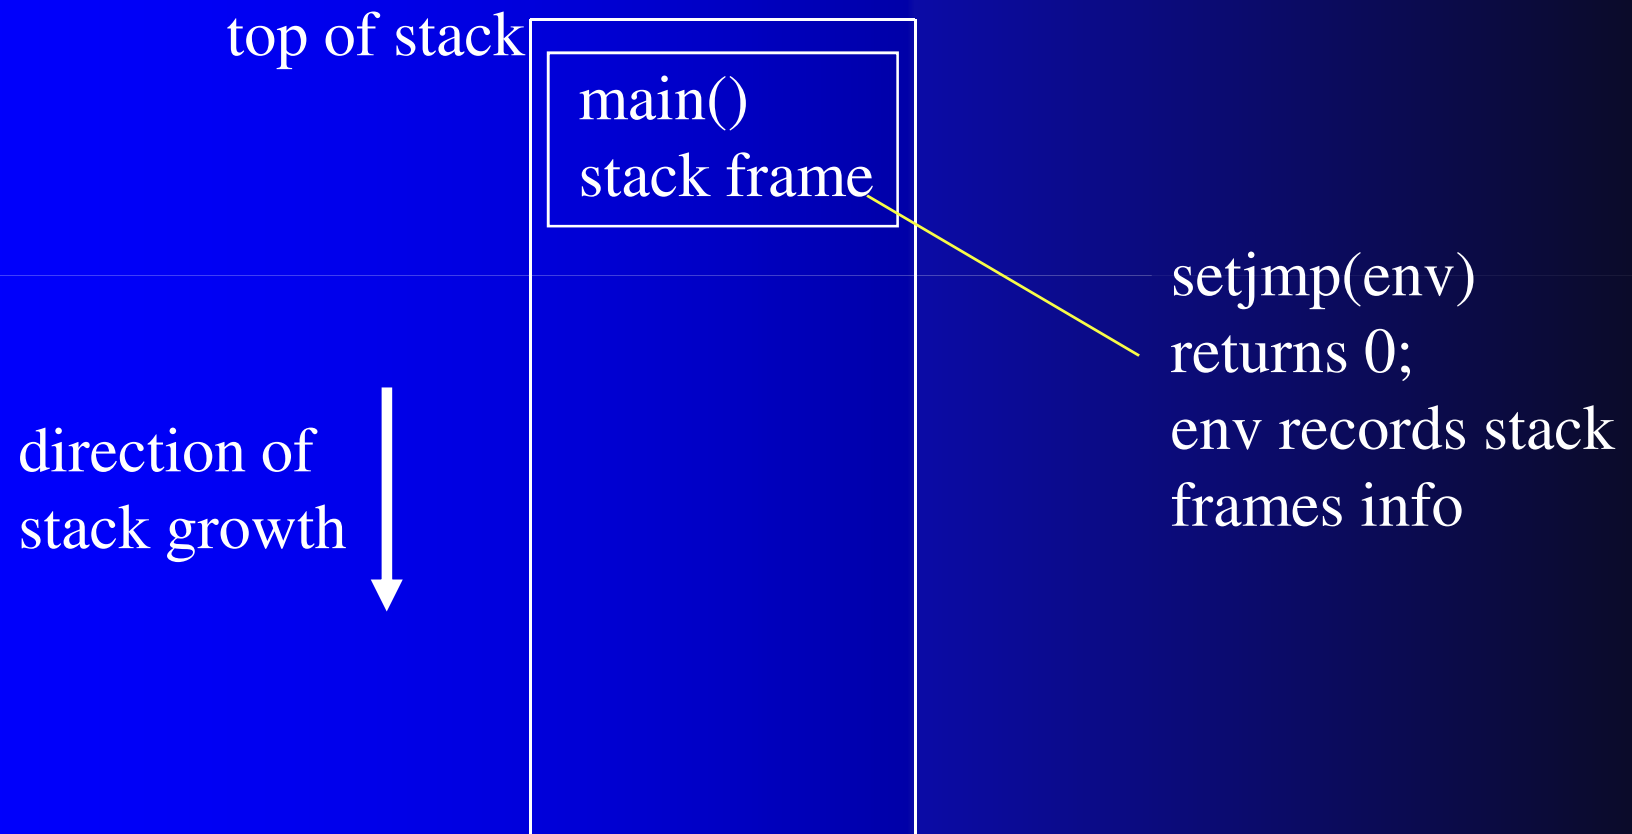 top of stack
main()
stack frame
setjmp(env)
returns 0;
env records stack
frames info
direction of
stack growth